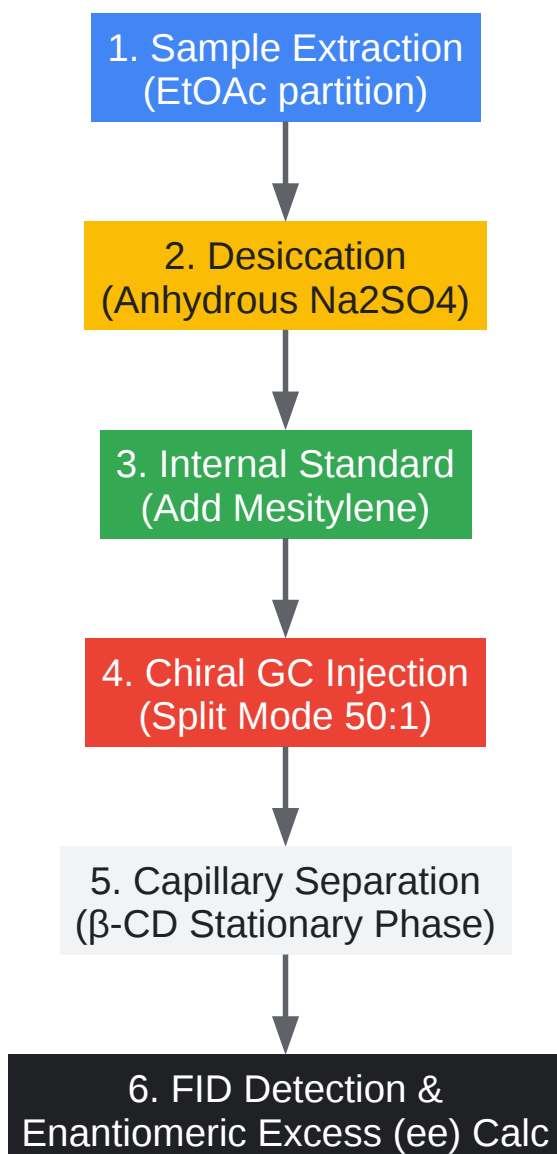 1. Sample Extraction
(EtOAc partition)
2. Desiccation
(Anhydrous Na2SO4)
3. Internal Standard
(Add Mesitylene)
4. Chiral GC Injection
(Split Mode 50:1)
5. Capillary Separation
(β-CD Stationary Phase)
6. FID Detection &
Enantiomeric Excess (ee) Calc